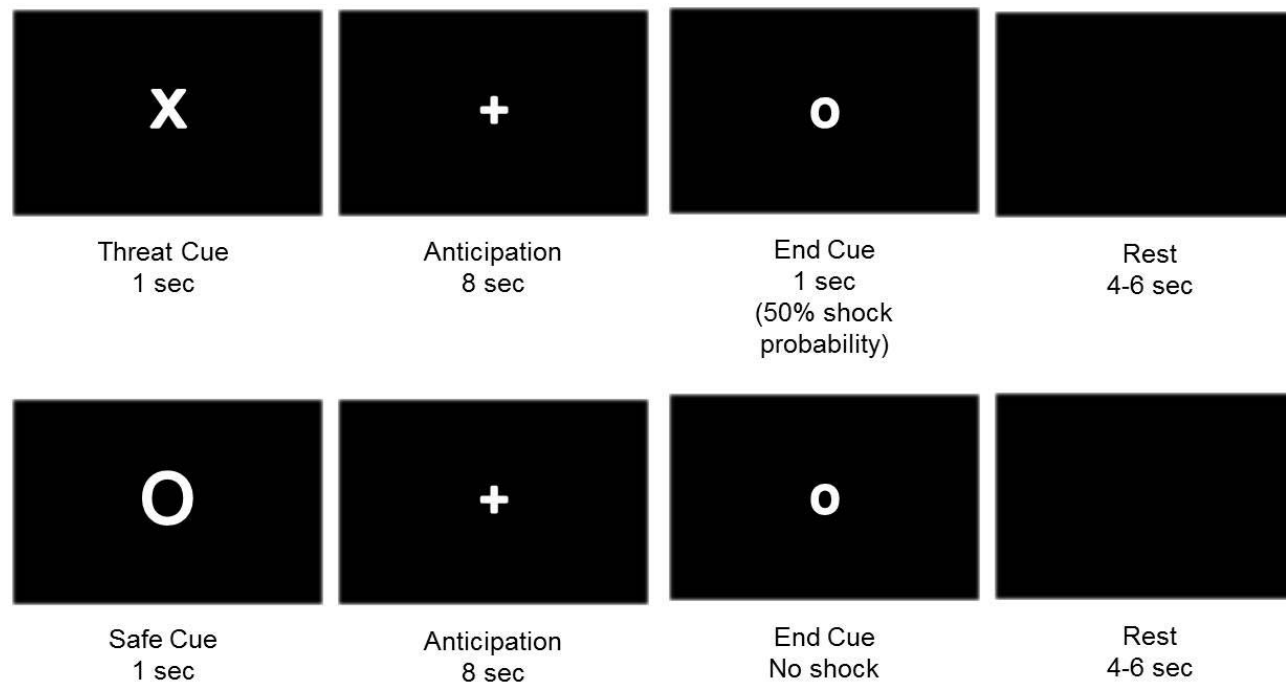 X
+
o
Threat Cue
1 sec
Anticipation
8 sec
End Cue
1 sec
(50% shock
probability)
Rest
4-6 sec
O
+
o
Safe Cue
1 sec
Anticipation
8 sec
End Cue
No shock
Rest
4-6 sec